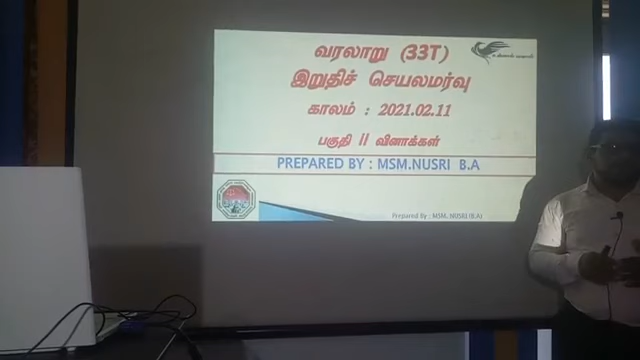 வரலாறு (33T)
இறுதிச் செயலமர்வு
காலம் : 2021.02.11
பகுதி II வினாக்கள்
PREPARED BY : MSM.NUSRI B.A
Prepared By : MSM. NUSRI (B.A)